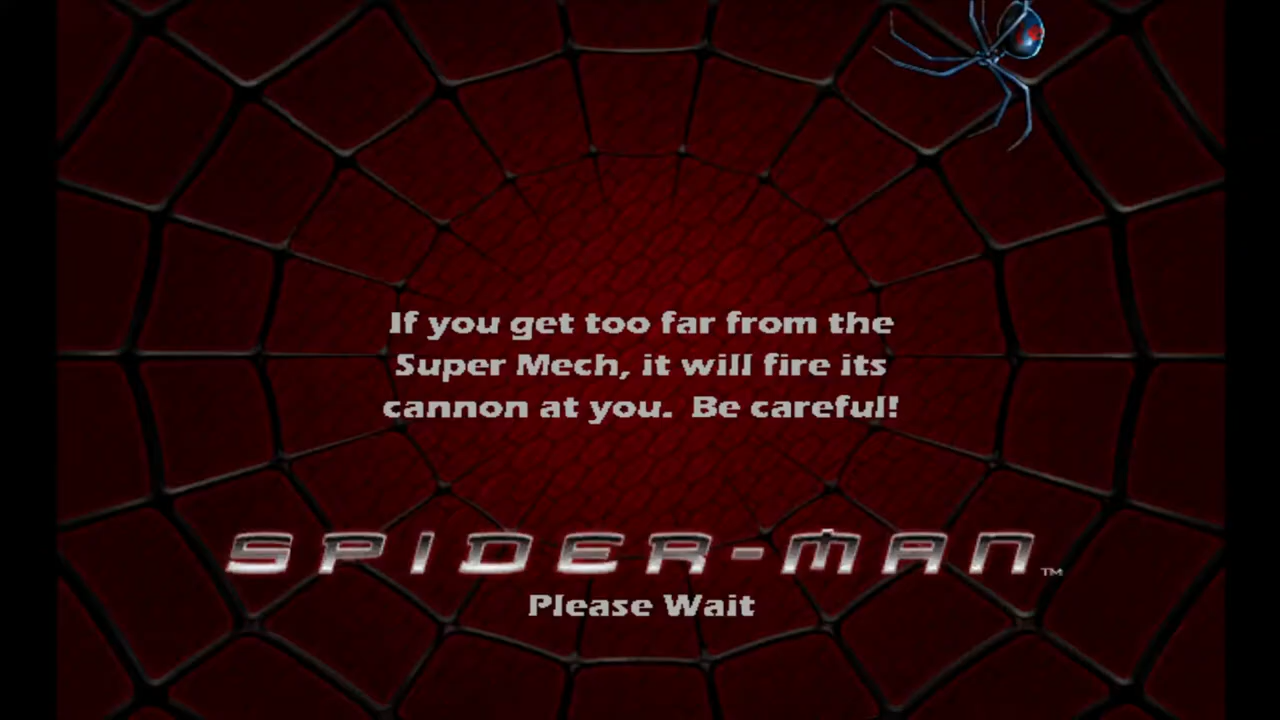 If you get too far from the
Super Mech, it will fire its
cannon at you.  Be careful!
SPIDER-MAN™
Please Wait